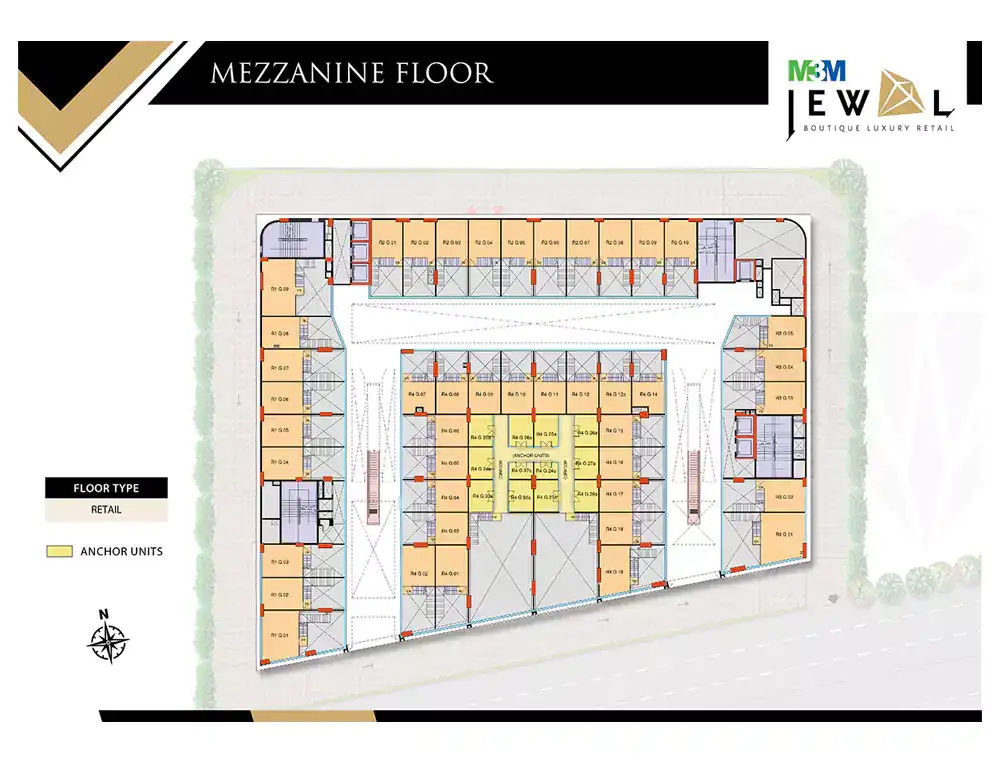 MEZZANINE FLOOR
M3M
JEWEL
BOUTIQUE LUXURY RETAIL
R2 G 01
R2 G 02
R2 G 03
R2 G 04
R2 G 05
R2 G 06
R2 G 07
R2 G 08
R2 G 09
R2 G 10
R1 G 09
R1 G 08
R1 G 07
R1 G 06
R1 G 05
R1 G 04
R1 G 03
R1 G 02
R1 G 01
R3 G 05
R3 G 04
R3 G 02
R3 G 01
R4 G 07
R4 G 08
R4 G 09
R4 G 10
R4 G 11
R4 G 12
R4 G 12a
R4 G 14
R4 G 06
R4 G 05
R4 G 04
R4 G 03
R4 G 02
R4 G 01
R4 G 15
R4 G 16
R4 G 17
R4 G 18
R4 G 19
(ANCHOR UNITS)
CORRIDOR
CORRIDOR
FLOOR TYPE
RETAIL
ANCHOR UNITS
N